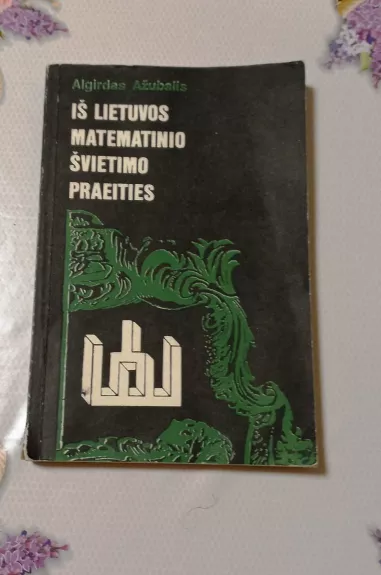 Algirdas Ažubalis
IŠ LIETUVOS
MATEMATINIO
ŠVIETIMO
PRAEITIES